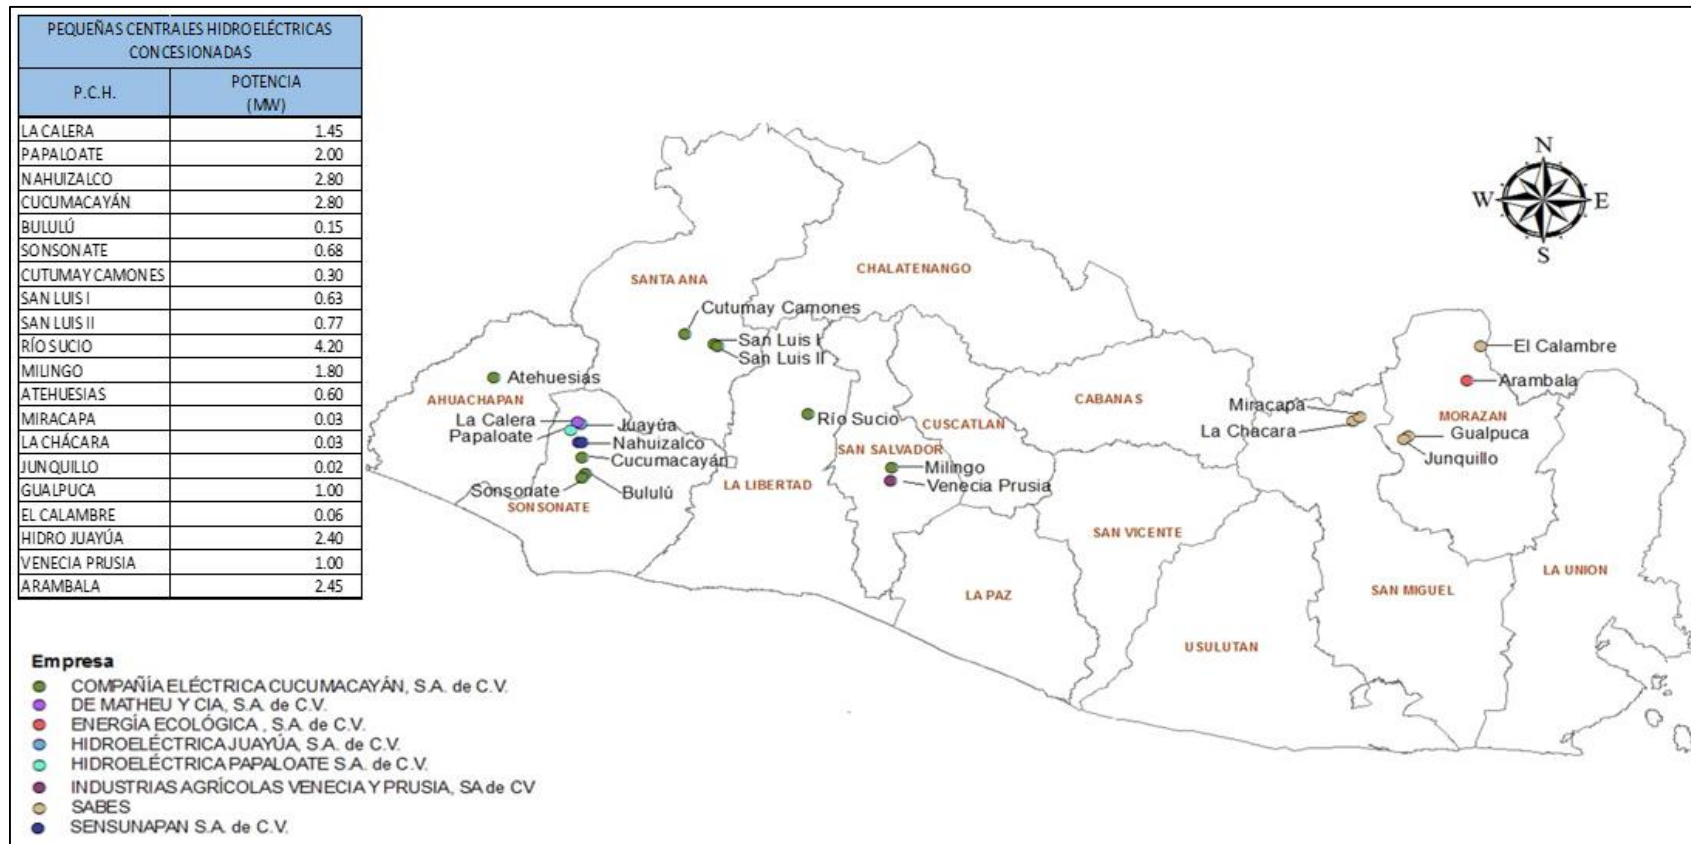 PEQUEÑAS CENTRALES HIDROELÉCTRICAS
CONCESIONADAS
P.C.H. POTENCIA
(MW)
LA CALERA 1.45
PAPALOATE 2.00
NAHUIZALCO 2.80
CUCUMACAYÁN 2.80
BULULÚ 0.15
SONSONATE 0.68
CUTUMAY CAMONES 0.30
SAN LUIS I 0.63
SAN LUIS II 0.77
RÍO SUCIO 4.20
MILINGO 1.80
ATEHUESIAS 0.60
MIRACAPA 0.03
LA CHÁCARA 0.03
JUNQUILLO 0.02
GUALPUCA 1.00
EL CALAMBRE 0.06
HIDRO JUAYÚA 2.40
VENECIA PRUSIA 1.00
ARAMBALA 2.45
N
W E
S
SANTA ANA
CHALATENANGO
Cutumay Camones
San Luis I
San Luis II
El Calambre
Atehuesias
Arambala
AHUACHAPAN
CABANAS
Miracapa
MORAZAN
La Calera
Juayúa
Río Sucio
CUSCATLAN
La Chacara
Papaloate
Nahuizalco
Gualpuca
SAN SALVADOR
Cucumacayán
Junquillo
Milingo
LA LIBERTAD
Venecia Prusia
Sonsonate
Bululú
SONSONATE
SAN VICENTE
LA UNION
SAN MIGUEL
LA PAZ
USULUTAN
Empresa
COMPAÑÍA ELÉCTRICA CUCUMACAYÁN, S.A. de C.V.
DE MATHEU Y CIA, S.A. de C.V.
ENERGÍA ECOLÓGICA , S.A. de C.V.
HIDROELÉCTRICA JUAYÚA, S.A. de C.V.
HIDROELÉCTRICA PAPALOATE S.A. de C.V.
INDUSTRIAS AGRÍCOLAS VENECIA Y PRUSIA, SA de CV
SABES
SENSUNAPAN S.A. de C.V.